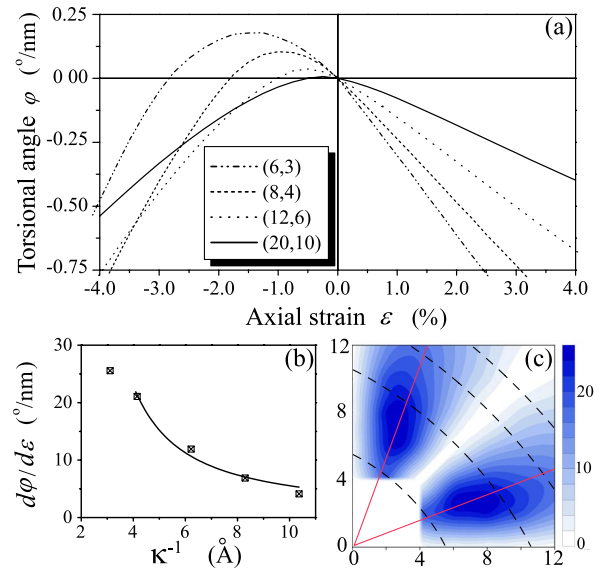 (a)
Torsional angle φ (°/nm)
0.00
-0.25
-0.50
-0.75
(6,3)
(8,4)
(12,6)
(20,10)
-4.0 -3.0 -2.0 -1.0 0.0 1.0 2.0 3.0 4.0
Axial strain ε (%)
(b)
dφ/dε (°/nm)
30
20
10
0
2 4 6 8 10
κ⁻¹ (Å)
(c)
12
8
4
0
0 4 8 12
20
10
0